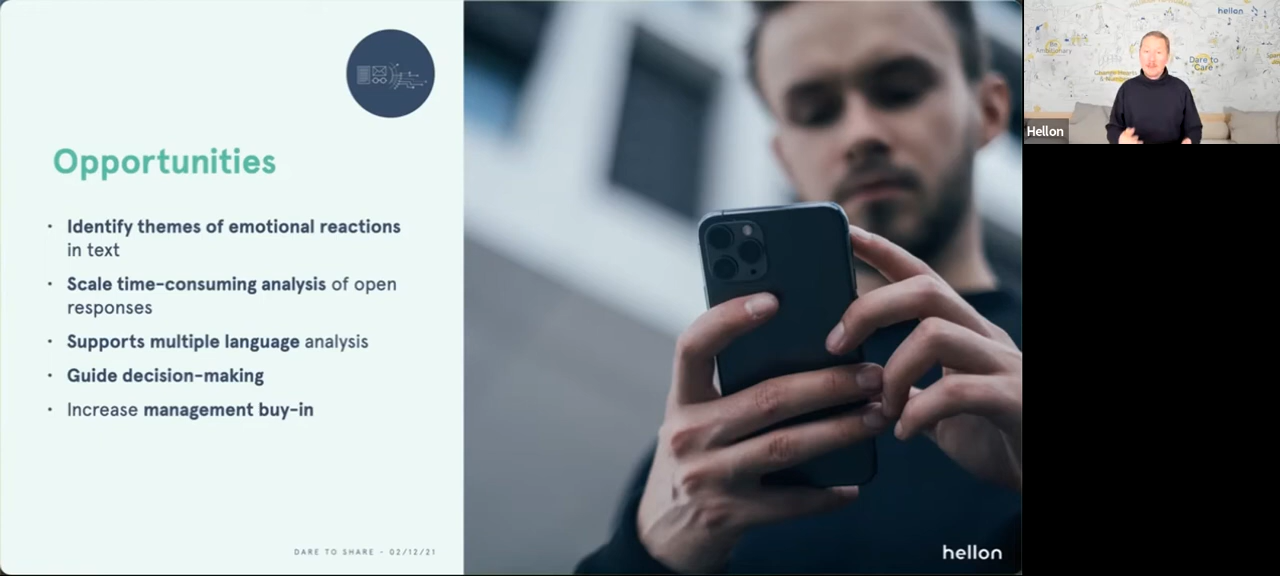 Opportunities
• Identify themes of emotional reactions
in text
• Scale time-consuming analysis of open
responses
• Supports multiple language analysis
• Guide decision-making
• Increase management buy-in
DARE TO SHARE - 02/12/21
hellon
hellon
Dare to
Care
Hellon